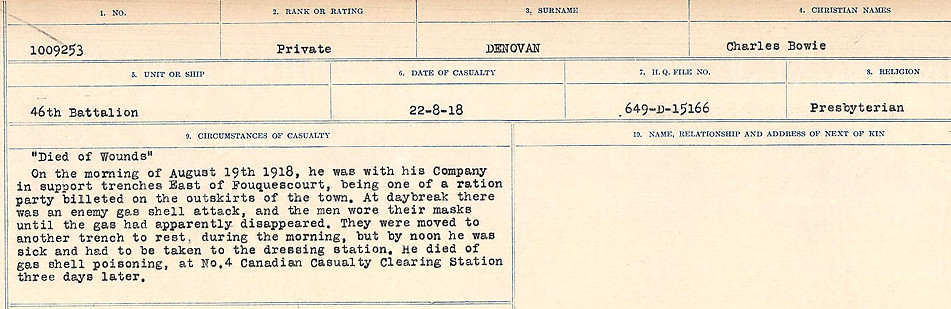 1. NO. 2. RANK OR RATING 3. SURNAME 4. CHRISTIAN NAMES
1009253 Private DENOVAN Charles Bowie
5. UNIT OR SHIP 6. DATE OF CASUALTY 7. H.Q. FILE NO. 8. RELIGION
46th Battalion 22-8-18 649-D-15166 Presbyterian
9. CIRCUMSTANCES OF CASUALTY 10. NAME, RELATIONSHIP AND ADDRESS OF NEXT OF KIN
"Died of Wounds"
On the morning of August 19th 1918, he was with his Company
in support trenches East of Fouquescourt, being one of a ration
party billeted on the outskirts of the town. At daybreak there
was an enemy gas shell attack, and the men wore their masks
until the gas had apparently disappeared. They were moved to
another trench to rest, during the morning, but by noon he was
sick and had to be taken to the dressing station. He died of
gas shell poisoning, at No.4 Canadian Casualty Clearing Station
three days later.